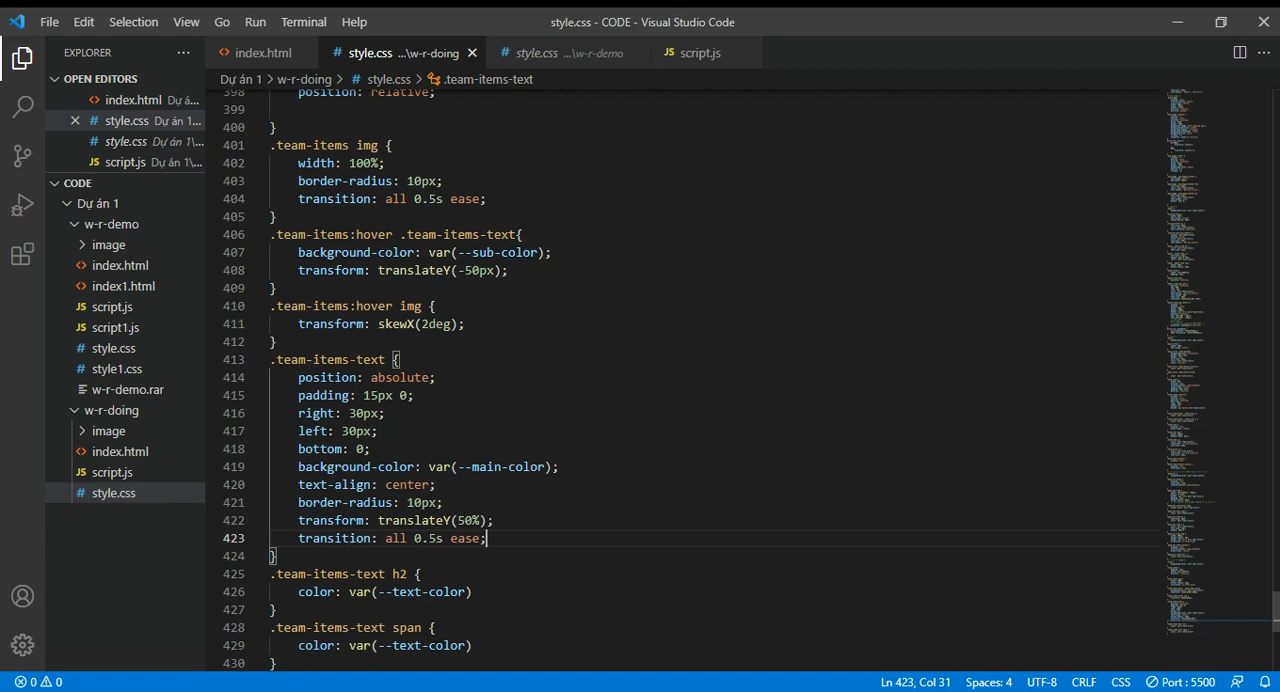 File Edit Selection View Go Run Terminal Help style.css - CODE - Visual Studio Code
EXPLORER ...
OPEN EDITORS
<> index.html Dự á...
# style.css Dự án 1...
# style.css Dự án 1\...
JS script.js Dự án 1\...
CODE
Dự án 1
w-r-demo
image
<> index.html
<> index1.html
JS script.js
JS script1.js
# style.css
# style1.css
w-r-demo.rar
w-r-doing
image
<> index.html
JS script.js
# style.css
<> index.html # style.css ...\w-r-doing # style.css ...\w-r-demo JS script.js
Dự án 1 > w-r-doing > # style.css > .team-items-text
398 position: relative;
399
400 }
401 .team-items img {
402 width: 100%;
403 border-radius: 10px;
404 transition: all 0.5s ease;
405 }
406 .team-items:hover .team-items-text{
407 background-color: var(--sub-color);
408 transform: translateY(-50px);
409 }
410 .team-items:hover img {
411 transform: skewX(2deg);
412 }
413 .team-items-text {
414 position: absolute;
415 padding: 15px 0;
416 right: 30px;
417 left: 30px;
418 bottom: 0;
419 background-color: var(--main-color);
420 text-align: center;
421 border-radius: 10px;
422 transform: translateY(50%);
423 transition: all 0.5s ease;
424 }
425 .team-items-text h2 {
426 color: var(--text-color)
427 }
428 .team-items-text span {
429 color: var(--text-color)
430 }
0 0 Ln 423, Col 31 Spaces: 4 UTF-8 CRLF CSS Port : 5500